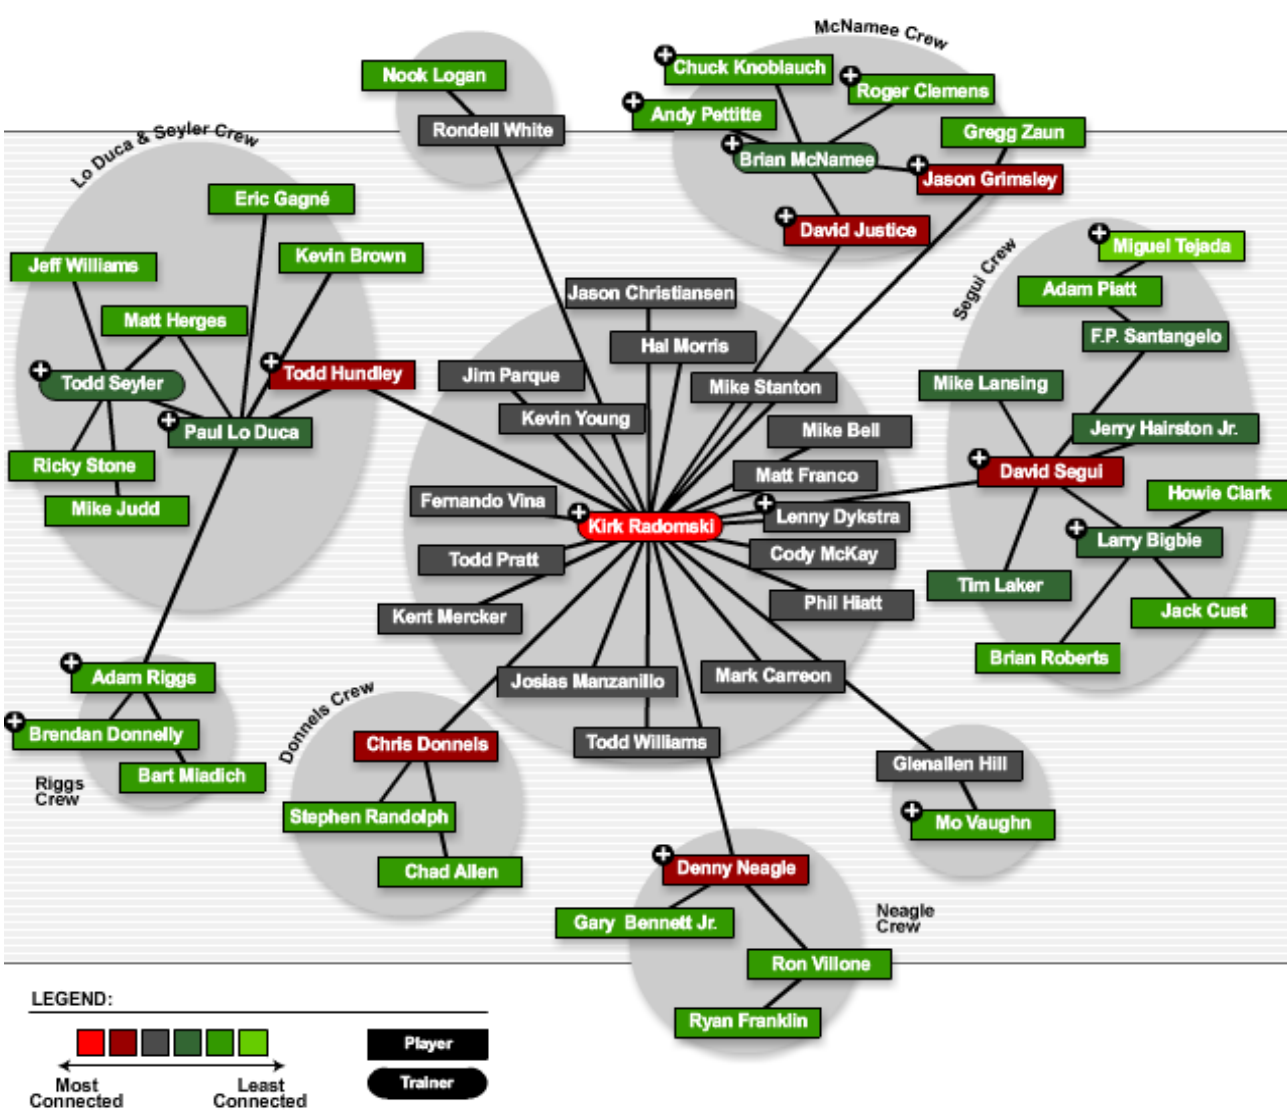 McNamee Crew
Nook Logan
Chuck Knoblauch
Roger Clemens
Andy Pettitte
Rondell White
Gregg Zaun
Lo Duca & Seyler Crew
Brian McNamee
Jason Grimsley
Eric Gagné
David Justice
Segui Crew
Miguel Tejada
Kevin Brown
Jeff Williams
Jason Christiansen
Adam Piatt
Matt Herges
F.P. Santangelo
Hal Morris
Todd Hundley
Jim Parque
Mike Stanton
Mike Lansing
Todd Seyler
Kevin Young
Mike Bell
Jerry Hairston Jr.
Paul Lo Duca
Ricky Stone
Matt Franco
David Segui
Howie Clark
Fernando Vina
Mike Judd
Kirk Radomski
Lenny Dykstra
Larry Bigbie
Todd Pratt
Cody McKay
Tim Laker
Phil Hiatt
Jack Cust
Kent Mercker
Brian Roberts
Adam Riggs
Josias Manzanillo
Mark Carreon
Donnels Crew
Brendan Donnelly
Chris Donnels
Todd Williams
Glenallen Hill
Bart Miadich
Riggs
Crew
Stephen Randolph
Mo Vaughn
Chad Allen
Denny Neagle
Gary Bennett Jr.
Neagle
Crew
Ron Villone
Ryan Franklin
LEGEND:
Player
Trainer
Most
Connected
Least
Connected